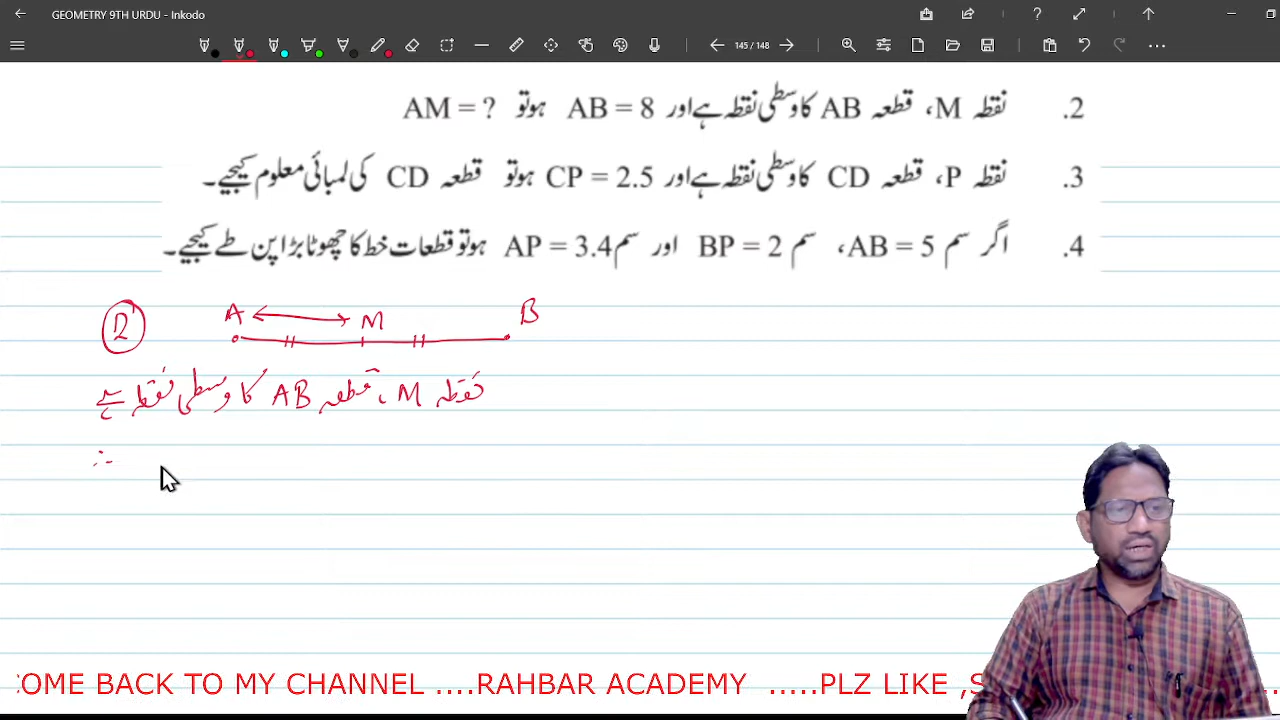 GEOMETRY 9TH URDU - Inkodo
145 / 148
2. نقطہ M، قطعہ AB کا وسطی نقطہ ہے اور AB = 8 ہو تو AM = ?
3. نقطہ P، قطعہ CD کا وسطی نقطہ ہے اور CP = 2.5 ہو تو قطعہ CD کی لمبائی معلوم کیجیے۔
4. اگر سم AB = 5، سم BP = 2 اور سم AP = 3.4 ہو تو قطعات خط کا چھوٹا بڑا پن طے کیجیے۔
A M B
نقطہ M، قطعہ AB کا وسطی نقطہ ہے
∴
OME BACK TO MY CHANNEL ....RAHBAR ACADEMY .....PLZ LIKE ,S